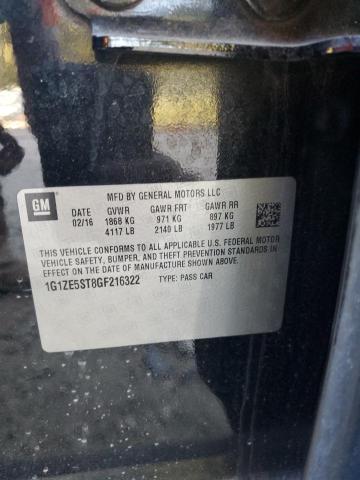 MFD BY GENERAL MOTORS LLC
GM
DATE GVWR GAWR FRT GAWR RR
02/16 1868 KG 971 KG 897 KG
4117 LB 2140 LB 1977 LB
THIS VEHICLE CONFORMS TO ALL APPLICABLE U.S. FEDERAL MOTOR
VEHICLE SAFETY, BUMPER, AND THEFT PREVENTION STANDARDS IN
EFFECT ON THE DATE OF MANUFACTURE SHOWN ABOVE.
1G1ZE5ST8GF216322 TYPE: PASS CAR